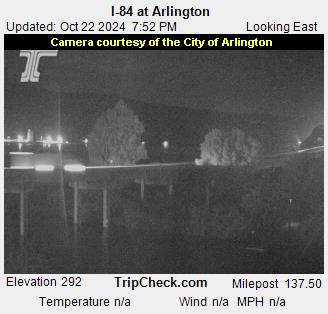 I-84 at Arlington
Updated: Oct 22 2024 7:52 PM Looking East
Camera courtesy of the City of Arlington
Elevation 292 TripCheck.com Milepost 137.50
Temperature n/a Wind n/a MPH n/a